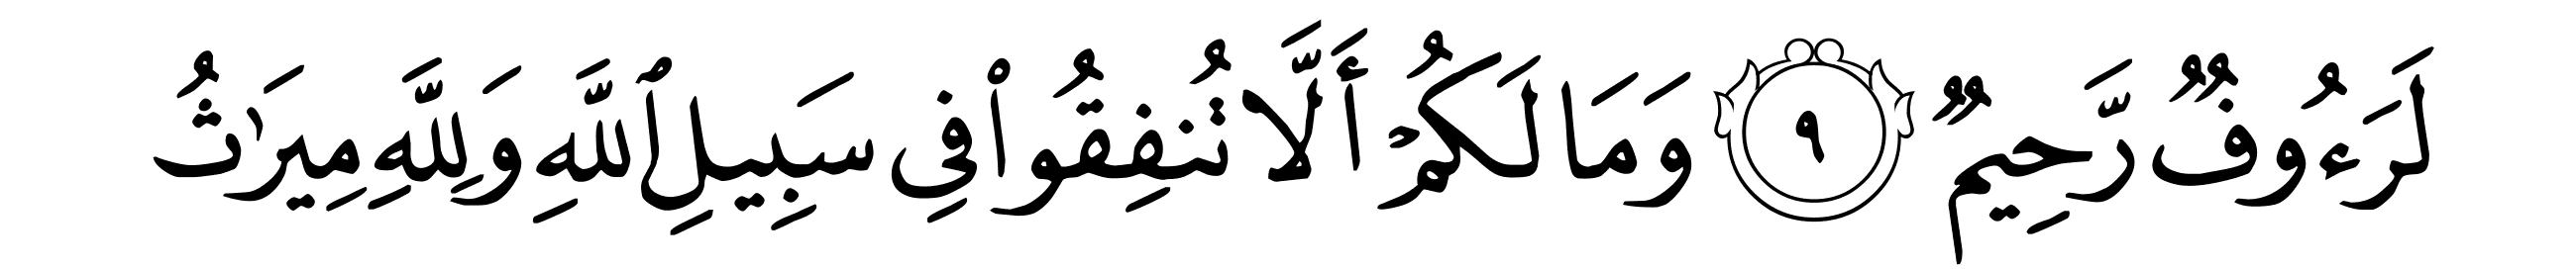 لَرَءُوفٌ رَّحِيمٌ ٩ وَمَا لَكُمْ أَلَّا تُنفِقُوا۟ فِى سَبِيلِ ٱللَّهِ وَلِلَّهِ مِيرَٰثُ